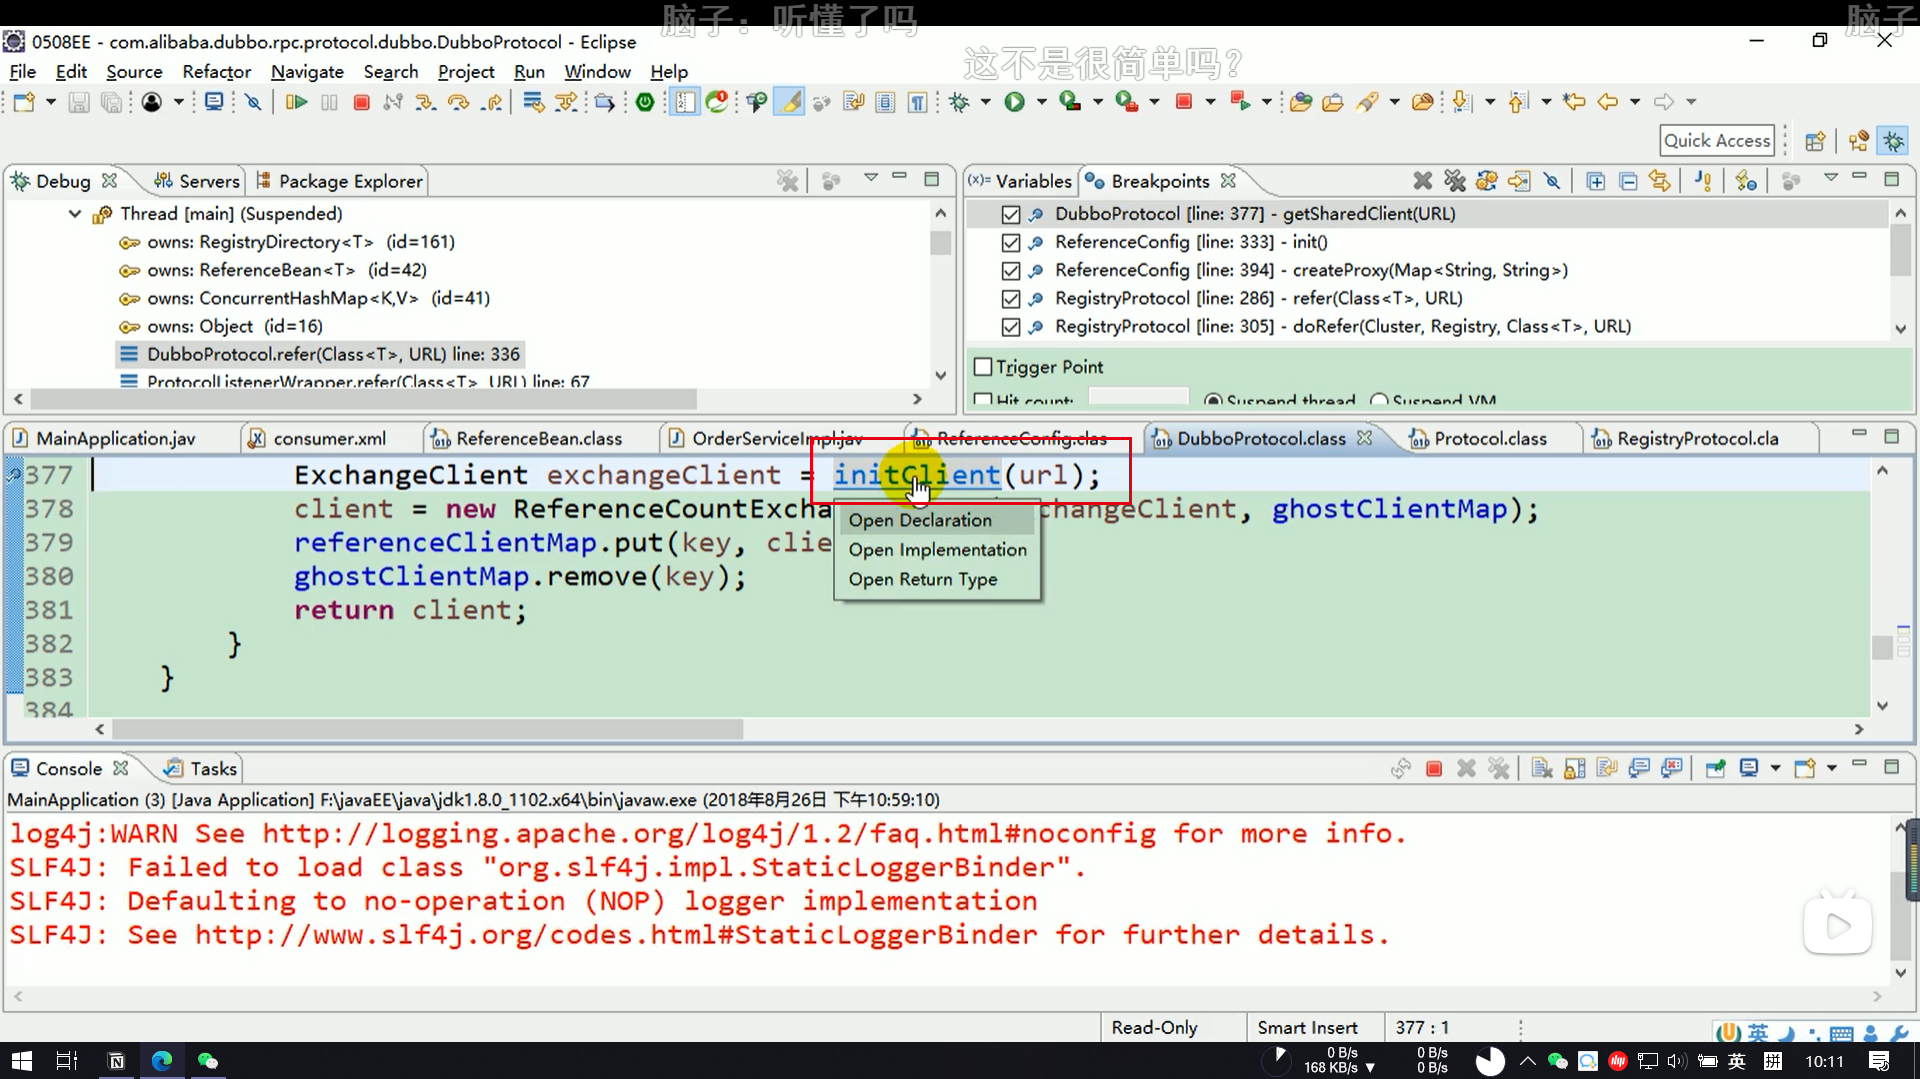 脑子：听懂了吗
脑子
0508EE - com.alibaba.dubbo.rpc.protocol.dubbo.DubboProtocol - Eclipse
这不是很简单吗？
File Edit Source Refactor Navigate Search Project Run Window Help
Quick Access
Debug Servers Package Explorer
Thread [main] (Suspended)
owns: RegistryDirectory<T> (id=161)
owns: ReferenceBean<T> (id=42)
owns: ConcurrentHashMap<K,V> (id=41)
owns: Object (id=16)
DubboProtocol.refer(Class<T>, URL) line: 336
ProtocolListenerWrapper.refer(Class<T>, URL) line: 67
(x)= Variables Breakpoints
DubboProtocol [line: 377] - getSharedClient(URL)
ReferenceConfig [line: 333] - init()
ReferenceConfig [line: 394] - createProxy(Map<String, String>)
RegistryProtocol [line: 286] - refer(Class<T>, URL)
RegistryProtocol [line: 305] - doRefer(Cluster, Registry, Class<T>, URL)
Trigger Point
Hit count: Suspend thread Suspend VM
MainApplication.jav consumer.xml ReferenceBean.class OrderServiceImpl.jav ReferenceConfig.clas DubboProtocol.class Protocol.class RegistryProtocol.cla
377 ExchangeClient exchangeClient = initClient(url);
378 client = new ReferenceCountExcha changeClient, ghostClientMap);
379 referenceClientMap.put(key, clie
380 ghostClientMap.remove(key);
381 return client;
382 }
383 }
384
Open Declaration
Open Implementation
Open Return Type
Console Tasks
MainApplication (3) [Java Application] F:\javaEE\java\jdk1.8.0_1102.x64\bin\javaw.exe (2018年8月26日 下午10:59:10)
log4j:WARN See http://logging.apache.org/log4j/1.2/faq.html#noconfig for more info.
SLF4J: Failed to load class "org.slf4j.impl.StaticLoggerBinder".
SLF4J: Defaulting to no-operation (NOP) logger implementation
SLF4J: See http://www.slf4j.org/codes.html#StaticLoggerBinder for further details.
Read-Only Smart Insert 377 : 1
英
0 B/s 0 B/s
168 KB/s 0 B/s
英 拼 10:11